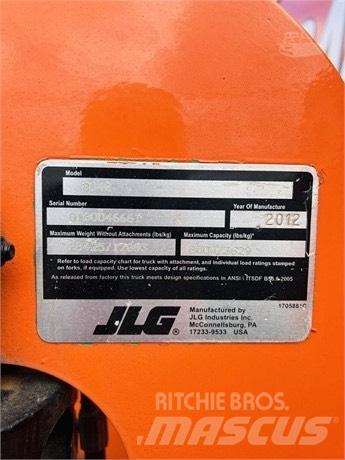 Model
Serial Number
Year Of Manufacture
2012
Maximum Weight Without Attachments (lbs/kg)
Maximum Capacity (lbs/kg)*
* Refer to load capacity chart for truck with attachment, and individual load ratings stamped
on forks, if equipped. Use lowest capacity of all ratings.
As released from factory this truck meets design specifications in ANSI
JLG®
Manufactured by
JLG Industries Inc.
McConnellsburg, PA
17233-9533 USA
RITCHIE BROS.
MASCUS